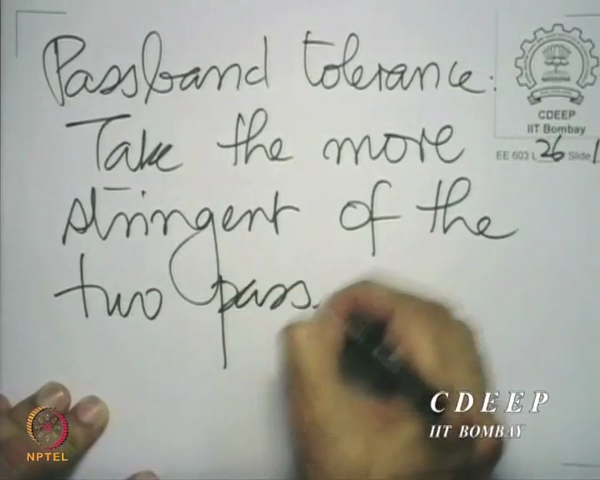 Passband tolerance:
Take the more
stringent of the
two pass
CDEEP
IIT Bombay
EE 603 L 26 Slide 1
CDEEP
IIT BOMBAY
NPTEL